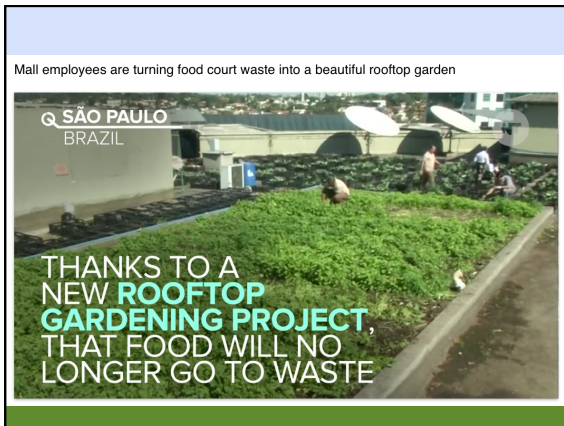 Mall employees are turning food court waste into a beautiful rooftop garden
SÃO PAULO
BRAZIL
THANKS TO A
NEW ROOFTOP
GARDENING PROJECT,
THAT FOOD WILL NO
LONGER GO TO WASTE